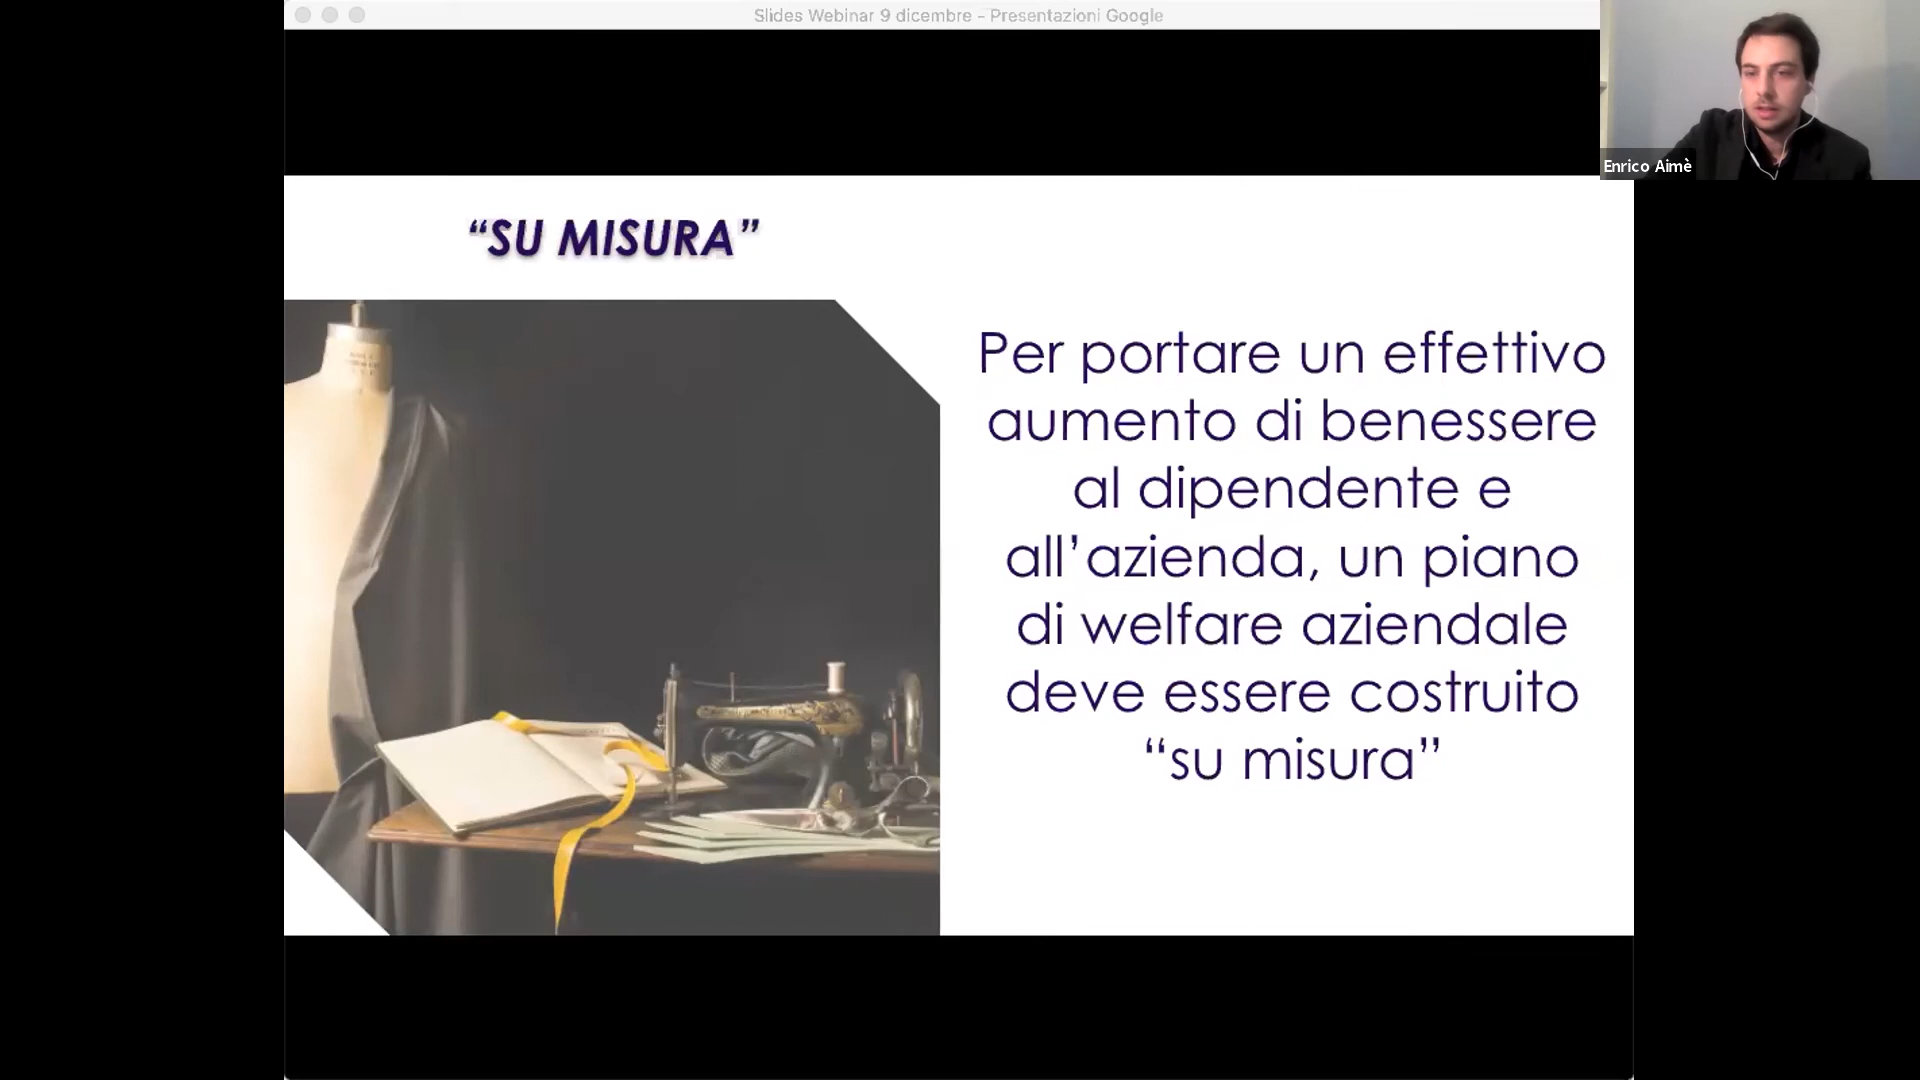 Slides Webinar 9 dicembre - Presentazioni Google
Enrico Aimè
“SU MISURA”
Per portare un effettivo
aumento di benessere
al dipendente e
all’azienda, un piano
di welfare aziendale
deve essere costruito
“su misura”